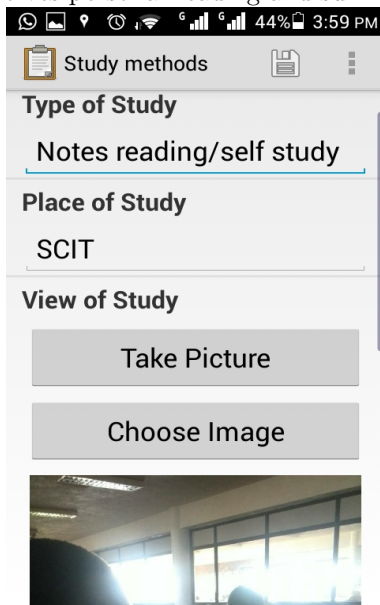 G G 44% 3:59 PM
Study methods
Type of Study
Notes reading/self study
Place of Study
SCIT
View of Study
Take Picture
Choose Image